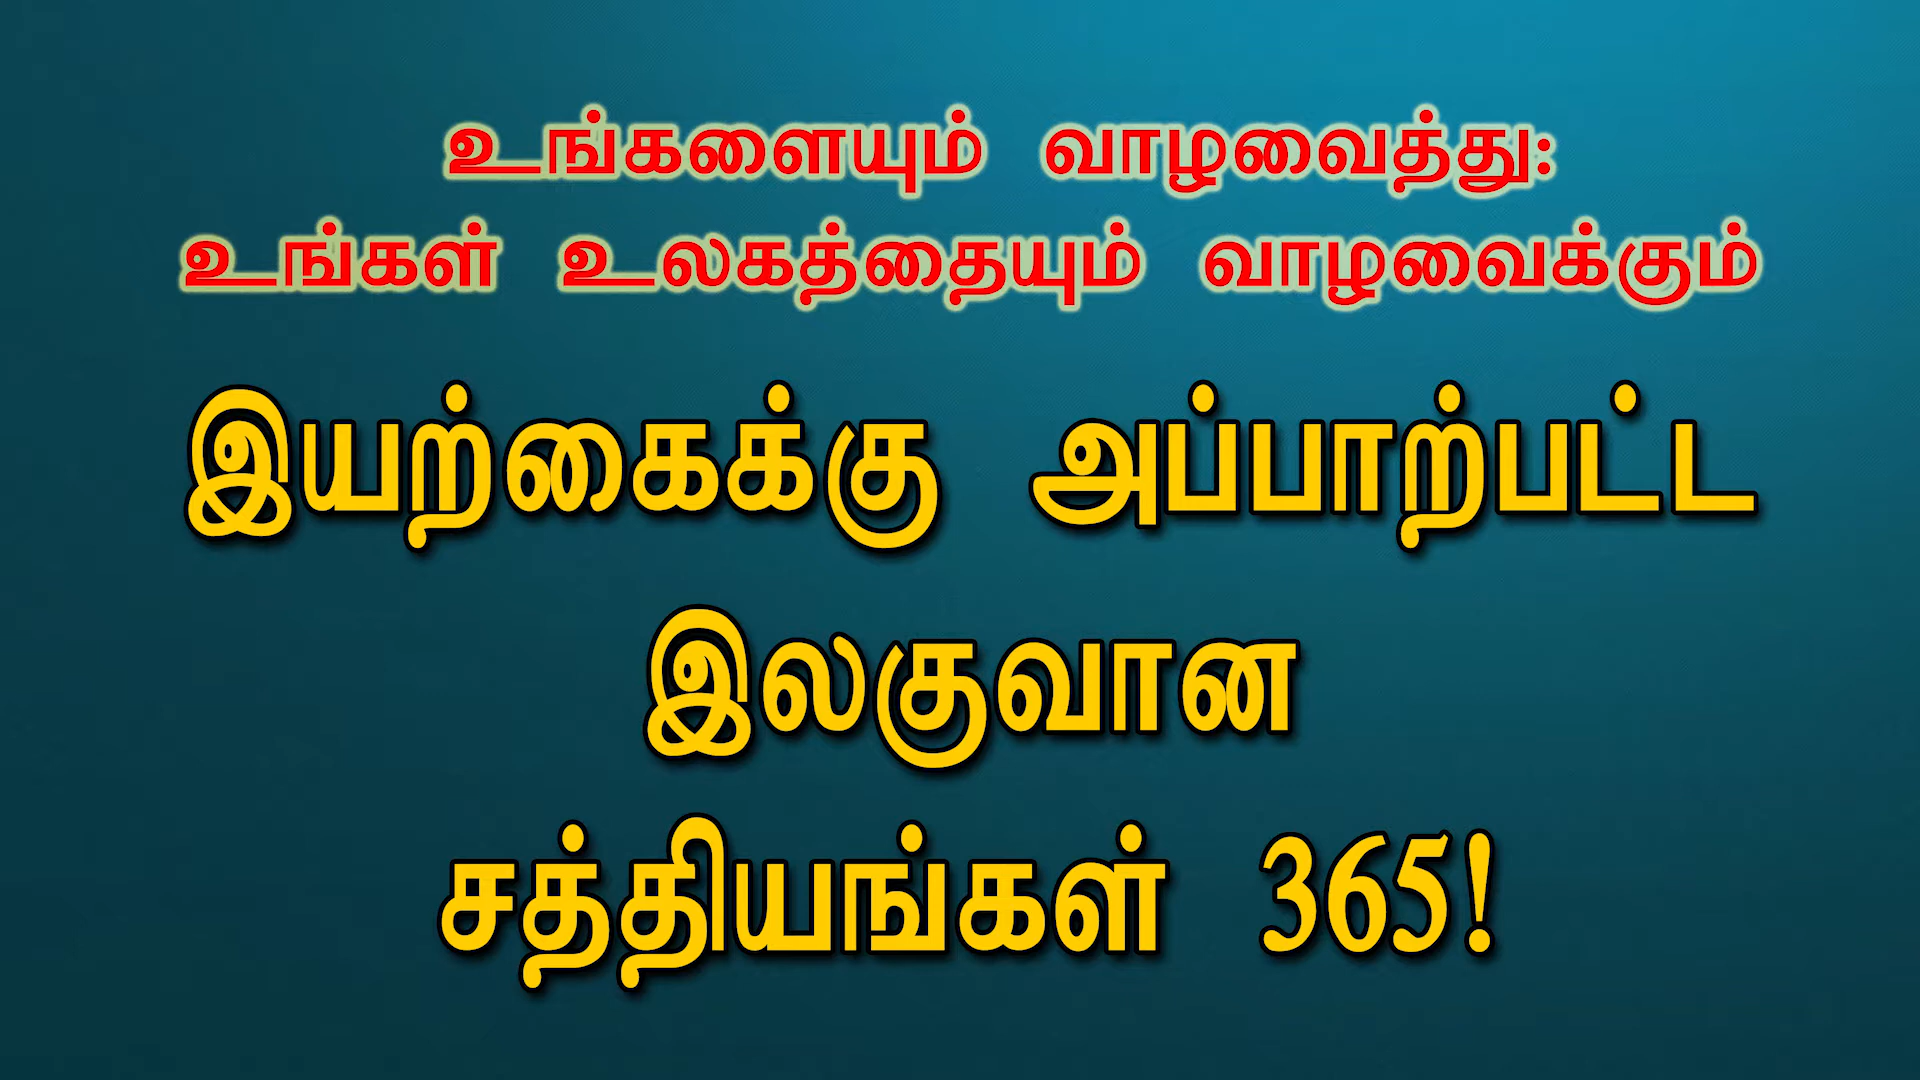 உங்களையும் வாழவைத்து:
உங்கள் உலகத்தையும் வாழவைக்கும்
இயற்கைக்கு அப்பாற்பட்ட
இலகுவான
சத்தியங்கள் 365!